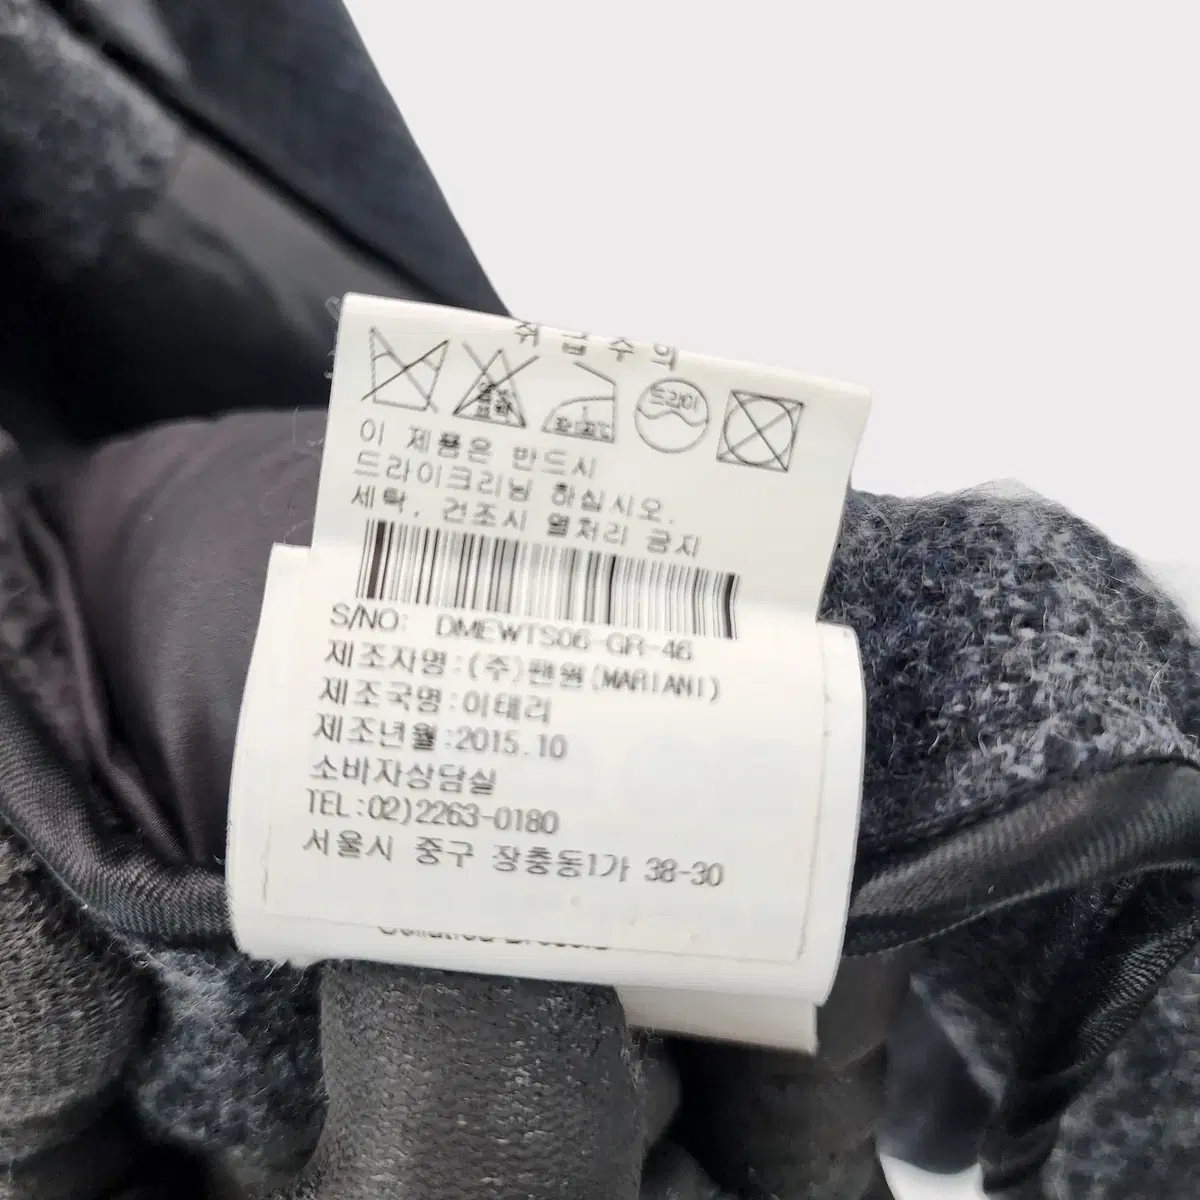 취급주의
드라이
이 제품은 반드시
드라이크리닝 하십시오.
세탁, 건조시 열처리 금지
S/NO: DMEWTS06-GR-46
제조자명:(주)팬원(MARIANI)
제조국명:이태리
제조년월:2015.10
소비자상담실
TEL:02)2263-0180
서울시 중구 장충동1가 38-30